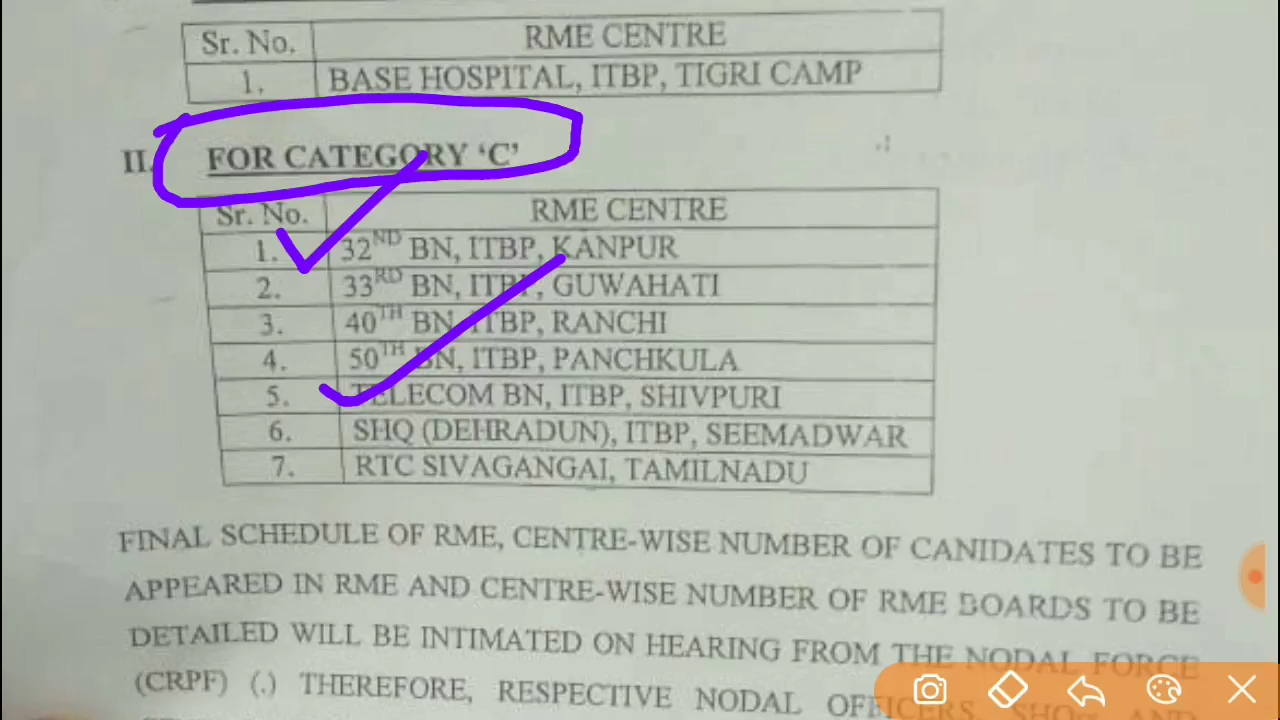 Sr. No. RME CENTRE
1. BASE HOSPITAL, ITBP, TIGRI CAMP
II. FOR CATEGORY ‘C’
Sr. No. RME CENTRE
1. 32ND BN, ITBP, KANPUR
2. 33RD BN, ITBP, GUWAHATI
3. 40TH BN, ITBP, RANCHI
4. 50TH BN, ITBP, PANCHKULA
5. TELECOM BN, ITBP, SHIVPURI
6. SHQ (DEHRADUN), ITBP, SEEMADWAR
7. RTC SIVAGANGAI, TAMILNADU
FINAL SCHEDULE OF RME, CENTRE-WISE NUMBER OF CANIDATES TO BE
APPEARED IN RME AND CENTRE-WISE NUMBER OF RME BOARDS TO BE
DETAILED WILL BE INTIMATED ON HEARING FROM THE NODAL FORCE
(CRPF) (.) THEREFORE, RESPECTIVE NODAL OFFICERS, SHOs AND